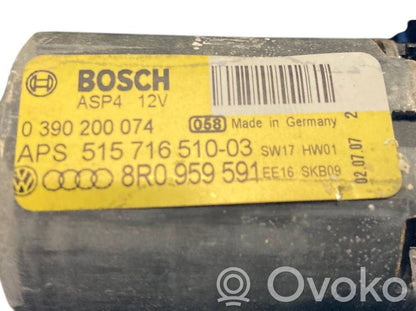 BOSCH
ASP4 12V
0 390 200 074 058 Made in Germany
APS 515 716 510-03 SW17 HW01
8R0 959 591 EE16 SKB09
02.07.07 2
OVOKO